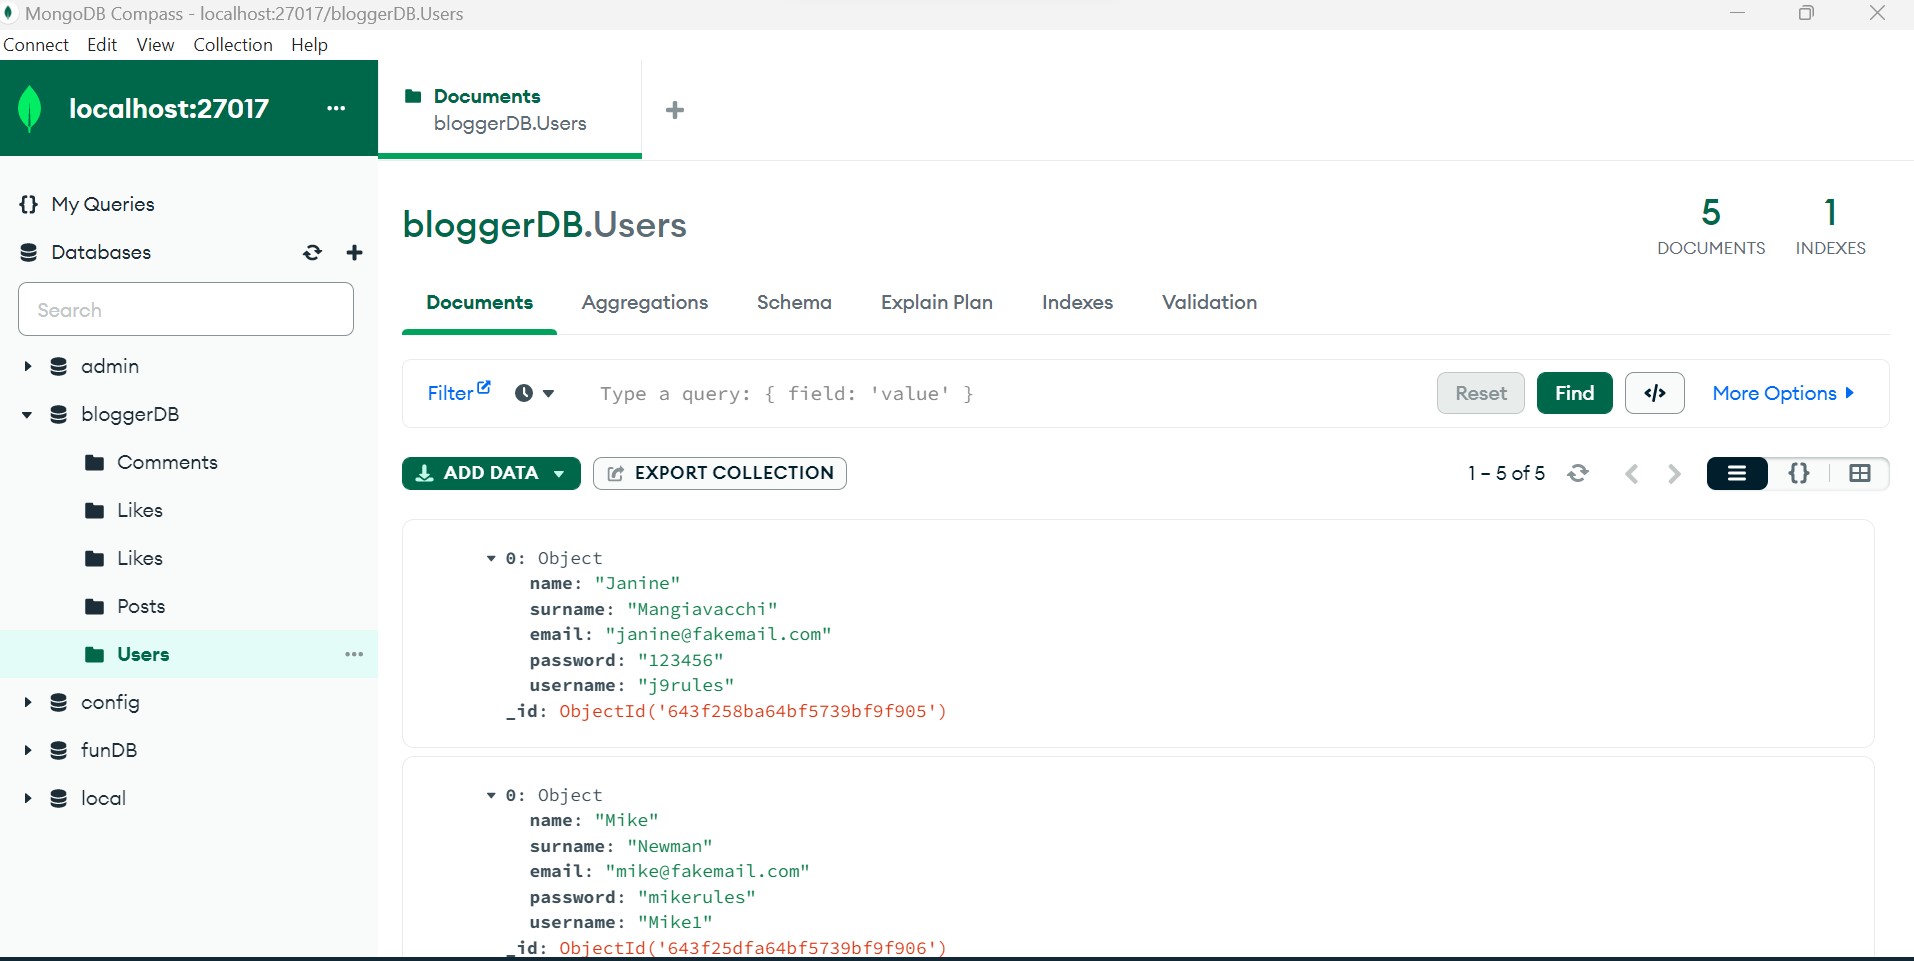 MongoDB Compass - localhost:27017/bloggerDB.Users
Connect Edit View Collection Help
localhost:27017 ...
Documents
bloggerDB.Users
+
{} My Queries
Databases
Search
admin
bloggerDB
Comments
Likes
Likes
Posts
Users ...
config
funDB
local
bloggerDB.Users
5
DOCUMENTS
1
INDEXES
Documents Aggregations Schema Explain Plan Indexes Validation
Filter Type a query: { field: 'value' } Reset Find </> More Options
ADD DATA EXPORT COLLECTION 1 – 5 of 5 {}
0: Object
name: "Janine"
surname: "Mangiavacchi"
email: "janine@fakemail.com"
password: "123456"
username: "j9rules"
_id: ObjectId('643f258ba64bf5739bf9f905')
0: Object
name: "Mike"
surname: "Newman"
email: "mike@fakemail.com"
password: "mikerules"
username: "Mike1"
_id: ObjectId('643f25dfa64bf5739bf9f906')